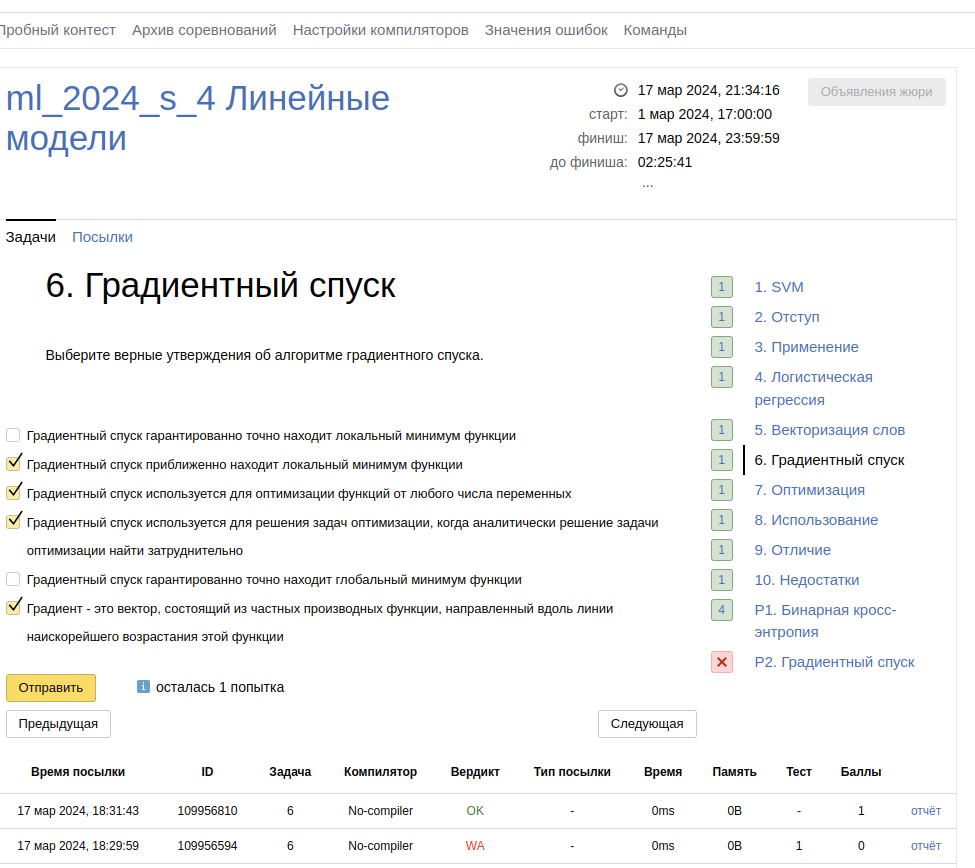 Пробный контест Архив соревнований Настройки компиляторов Значения ошибок Команды
ml_2024_s_4 Линейные
модели
17 мар 2024, 21:34:16
Объявления жюри
старт: 1 мар 2024, 17:00:00
финиш: 17 мар 2024, 23:59:59
до финиша: 02:25:41
...
Задачи Посылки
6. Градиентный спуск
Выберите верные утверждения об алгоритме градиентного спуска.
Градиентный спуск гарантированно точно находит локальный минимум функции
Градиентный спуск приближенно находит локальный минимум функции
Градиентный спуск используется для оптимизации функций от любого числа переменных
Градиентный спуск используется для решения задач оптимизации, когда аналитически решение задачи
оптимизации найти затруднительно
Градиентный спуск гарантированно точно находит глобальный минимум функции
Градиент - это вектор, состоящий из частных производных функции, направленный вдоль линии
наискорейшего возрастания этой функции
Отправить
осталась 1 попытка
Предыдущая
Следующая
1 1. SVM
1 2. Отступ
1 3. Применение
1 4. Логистическая
регрессия
1 5. Векторизация слов
1 6. Градиентный спуск
1 7. Оптимизация
1 8. Использование
1 9. Отличие
1 10. Недостатки
4 P1. Бинарная кросс-
энтропия
P2. Градиентный спуск
Время посылки ID Задача Компилятор Вердикт Тип посылки Время Память Тест Баллы
17 мар 2024, 18:31:43 109956810 6 No-compiler OK - 0ms 0B - 1 отчёт
17 мар 2024, 18:29:59 109956594 6 No-compiler WA - 0ms 0B 1 0 отчёт